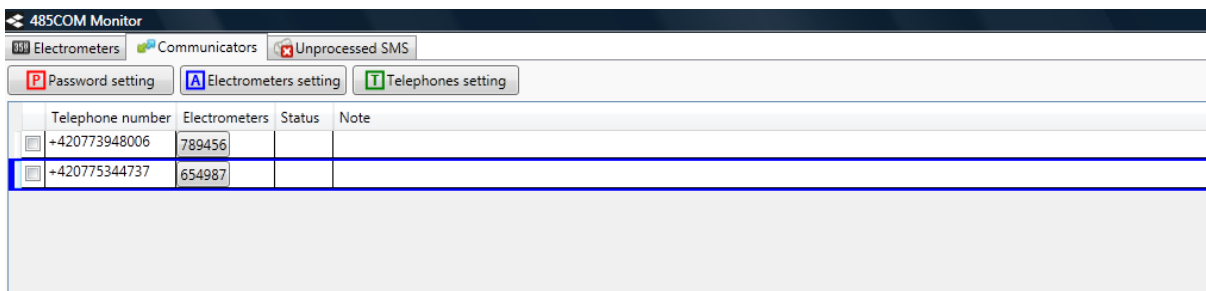 485COM Monitor
358 Electrometers Communicators Unprocessed SMS
P Password setting A Electrometers setting T Telephones setting
Telephone number Electrometers Status Note
+420773948006 789456
+420775344737 654987